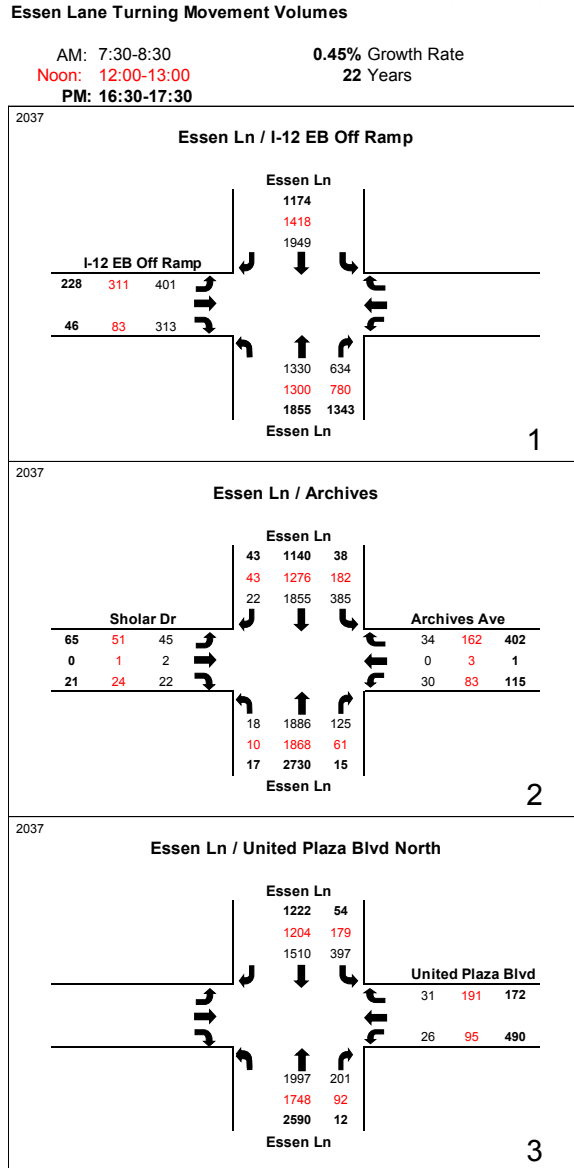 Essen Lane Turning Movement Volumes
AM: 7:30-8:30 0.45% Growth Rate
Noon: 12:00-13:00 22 Years
PM: 16:30-17:30
2037
Essen Ln / I-12 EB Off Ramp
Essen Ln
1174
1418
1949
I-12 EB Off Ramp
228 311 401
46 83 313
1330 634
1300 780
1855 1343
Essen Ln
1
2037
Essen Ln / Archives
Essen Ln
43 1140 38
43 1276 182
22 1855 385
Sholar Dr Archives Ave
65 51 45 34 162 402
0 1 2 0 3 1
21 24 22 30 83 115
18 1886 125
10 1868 61
17 2730 15
Essen Ln
2
2037
Essen Ln / United Plaza Blvd North
Essen Ln
1222 54
1204 179
1510 397
United Plaza Blvd
31 191 172
26 95 490
1997 201
1748 92
2590 12
Essen Ln
3